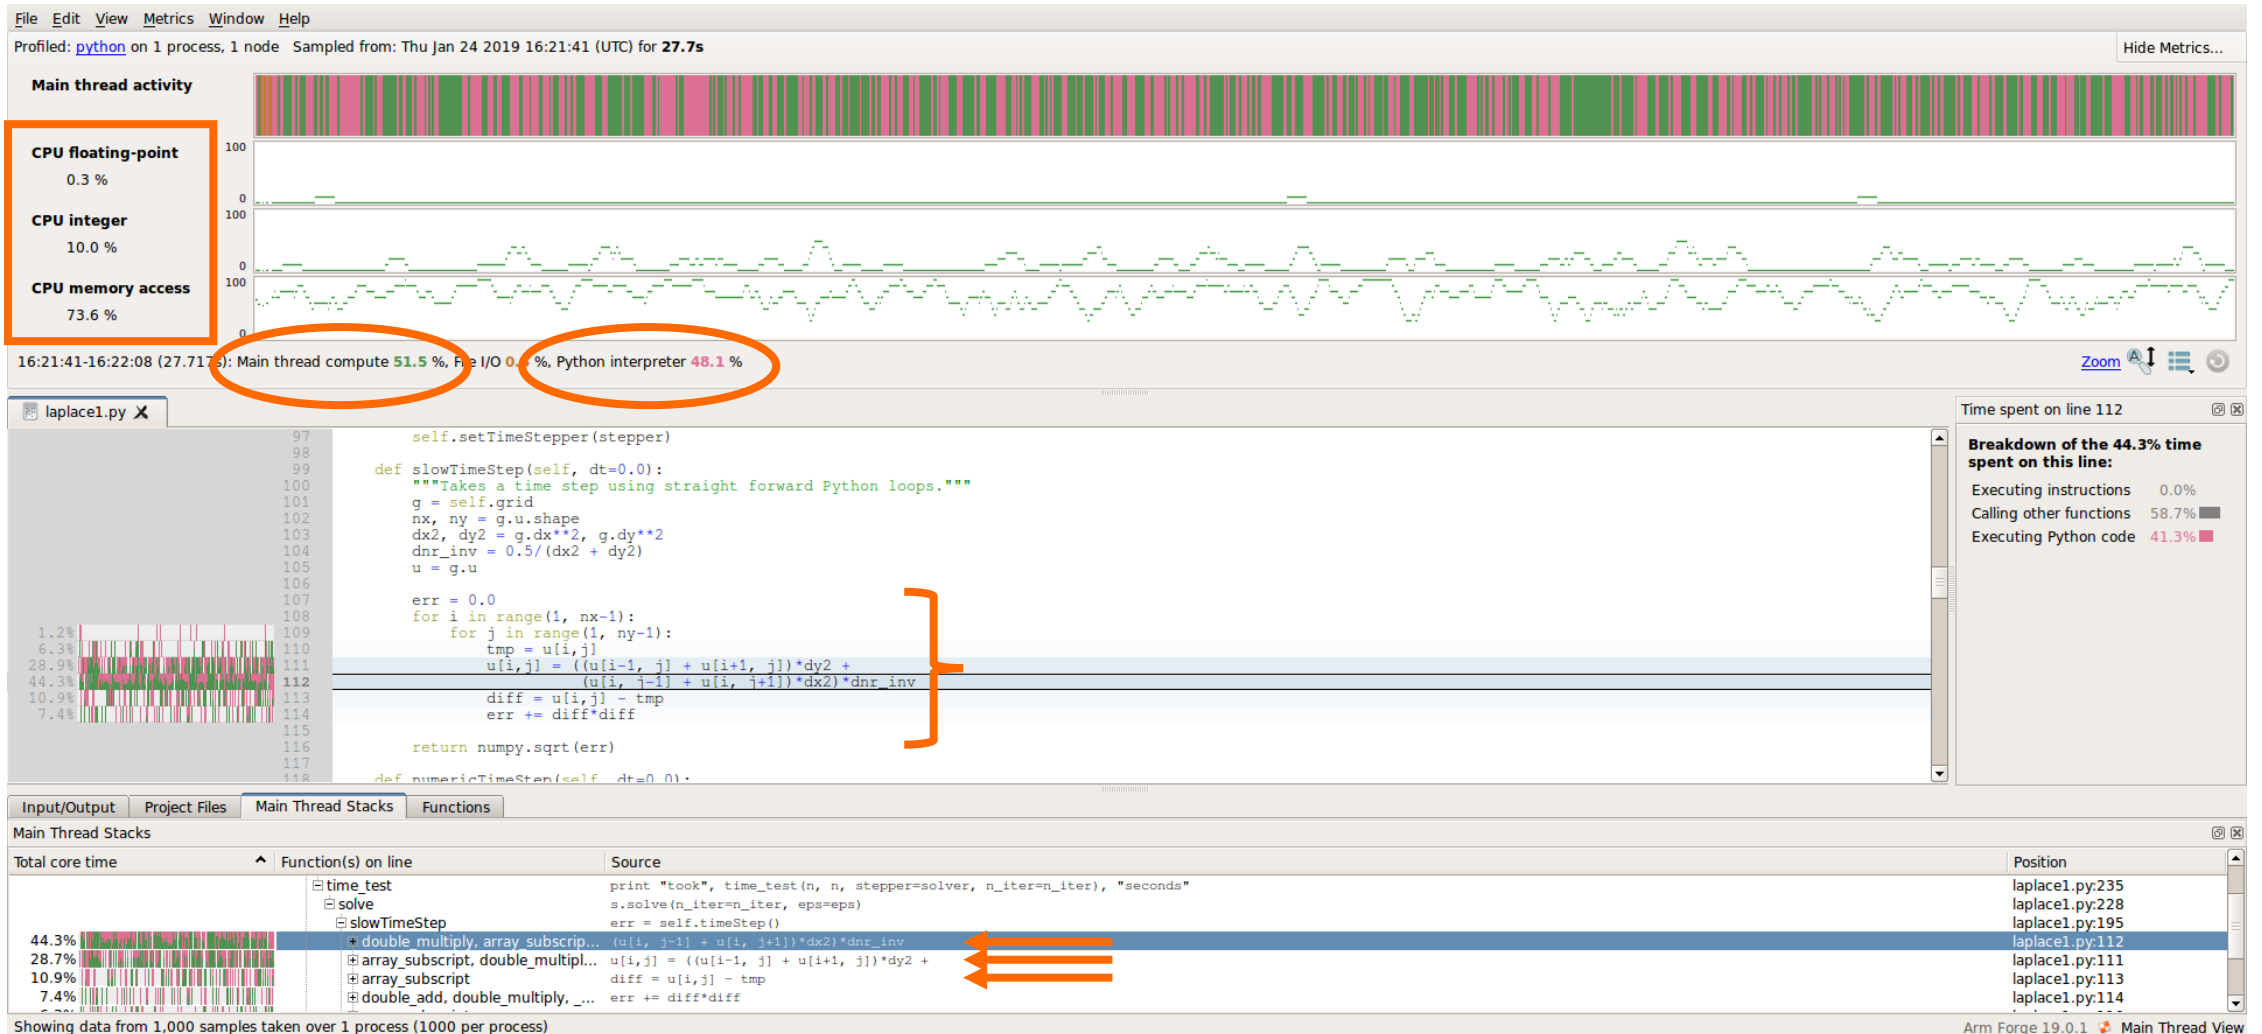 File Edit View Metrics Window Help
Profiled: python on 1 process, 1 node Sampled from: Thu Jan 24 2019 16:21:41 (UTC) for 27.7s
Hide Metrics...
Main thread activity
CPU floating-point
0.3 %
100
0
CPU integer
10.0 %
100
0
CPU memory access
73.6 %
100
0
16:21:41-16:22:08 (27.717s): Main thread compute 51.5 %, File I/O 0. %, Python interpreter 48.1 %
Zoom
laplace1.py
97 self.setTimeStepper(stepper)
98
99 def slowTimeStep(self, dt=0.0):
100 """Takes a time step using straight forward Python loops."""
101 g = self.grid
102 nx, ny = g.u.shape
103 dx2, dy2 = g.dx**2, g.dy**2
104 dnr_inv = 0.5/(dx2 + dy2)
105 u = g.u
106
107 err = 0.0
108 for i in range(1, nx-1):
1.2% 109 for j in range(1, ny-1):
6.3% 110 tmp = u[i,j]
28.9% 111 u[i,j] = ((u[i-1, j] + u[i+1, j])*dy2 +
44.3% 112 (u[i, j-1] + u[i, j+1])*dx2)*dnr_inv
10.9% 113 diff = u[i,j] - tmp
7.4% 114 err += diff*diff
115
116 return numpy.sqrt(err)
117
118 def numericTimeStep(self, dt=0.0):
Time spent on line 112
Breakdown of the 44.3% time
spent on this line:
Executing instructions 0.0%
Calling other functions 58.7%
Executing Python code 41.3%
Input/Output Project Files Main Thread Stacks Functions
Main Thread Stacks
Total core time Function(s) on line Source Position
time_test print "took", time_test(n, n, stepper=solver, n_iter=n_iter), "seconds" laplace1.py:235
solve s.solve(n_iter=n_iter, eps=eps) laplace1.py:228
slowTimeStep err = self.timeStep() laplace1.py:195
44.3% double_multiply, array_subscrip... (u[i, j-1] + u[i, j+1])*dx2)*dnr_inv laplace1.py:112
28.7% array_subscript, double_multipl... u[i,j] = ((u[i-1, j] + u[i+1, j])*dy2 + laplace1.py:111
10.9% array_subscript diff = u[i,j] - tmp laplace1.py:113
7.4% double_add, double_multiply, _... err += diff*diff laplace1.py:114
Showing data from 1,000 samples taken over 1 process (1000 per process)
Arm Forge 19.0.1 Main Thread View